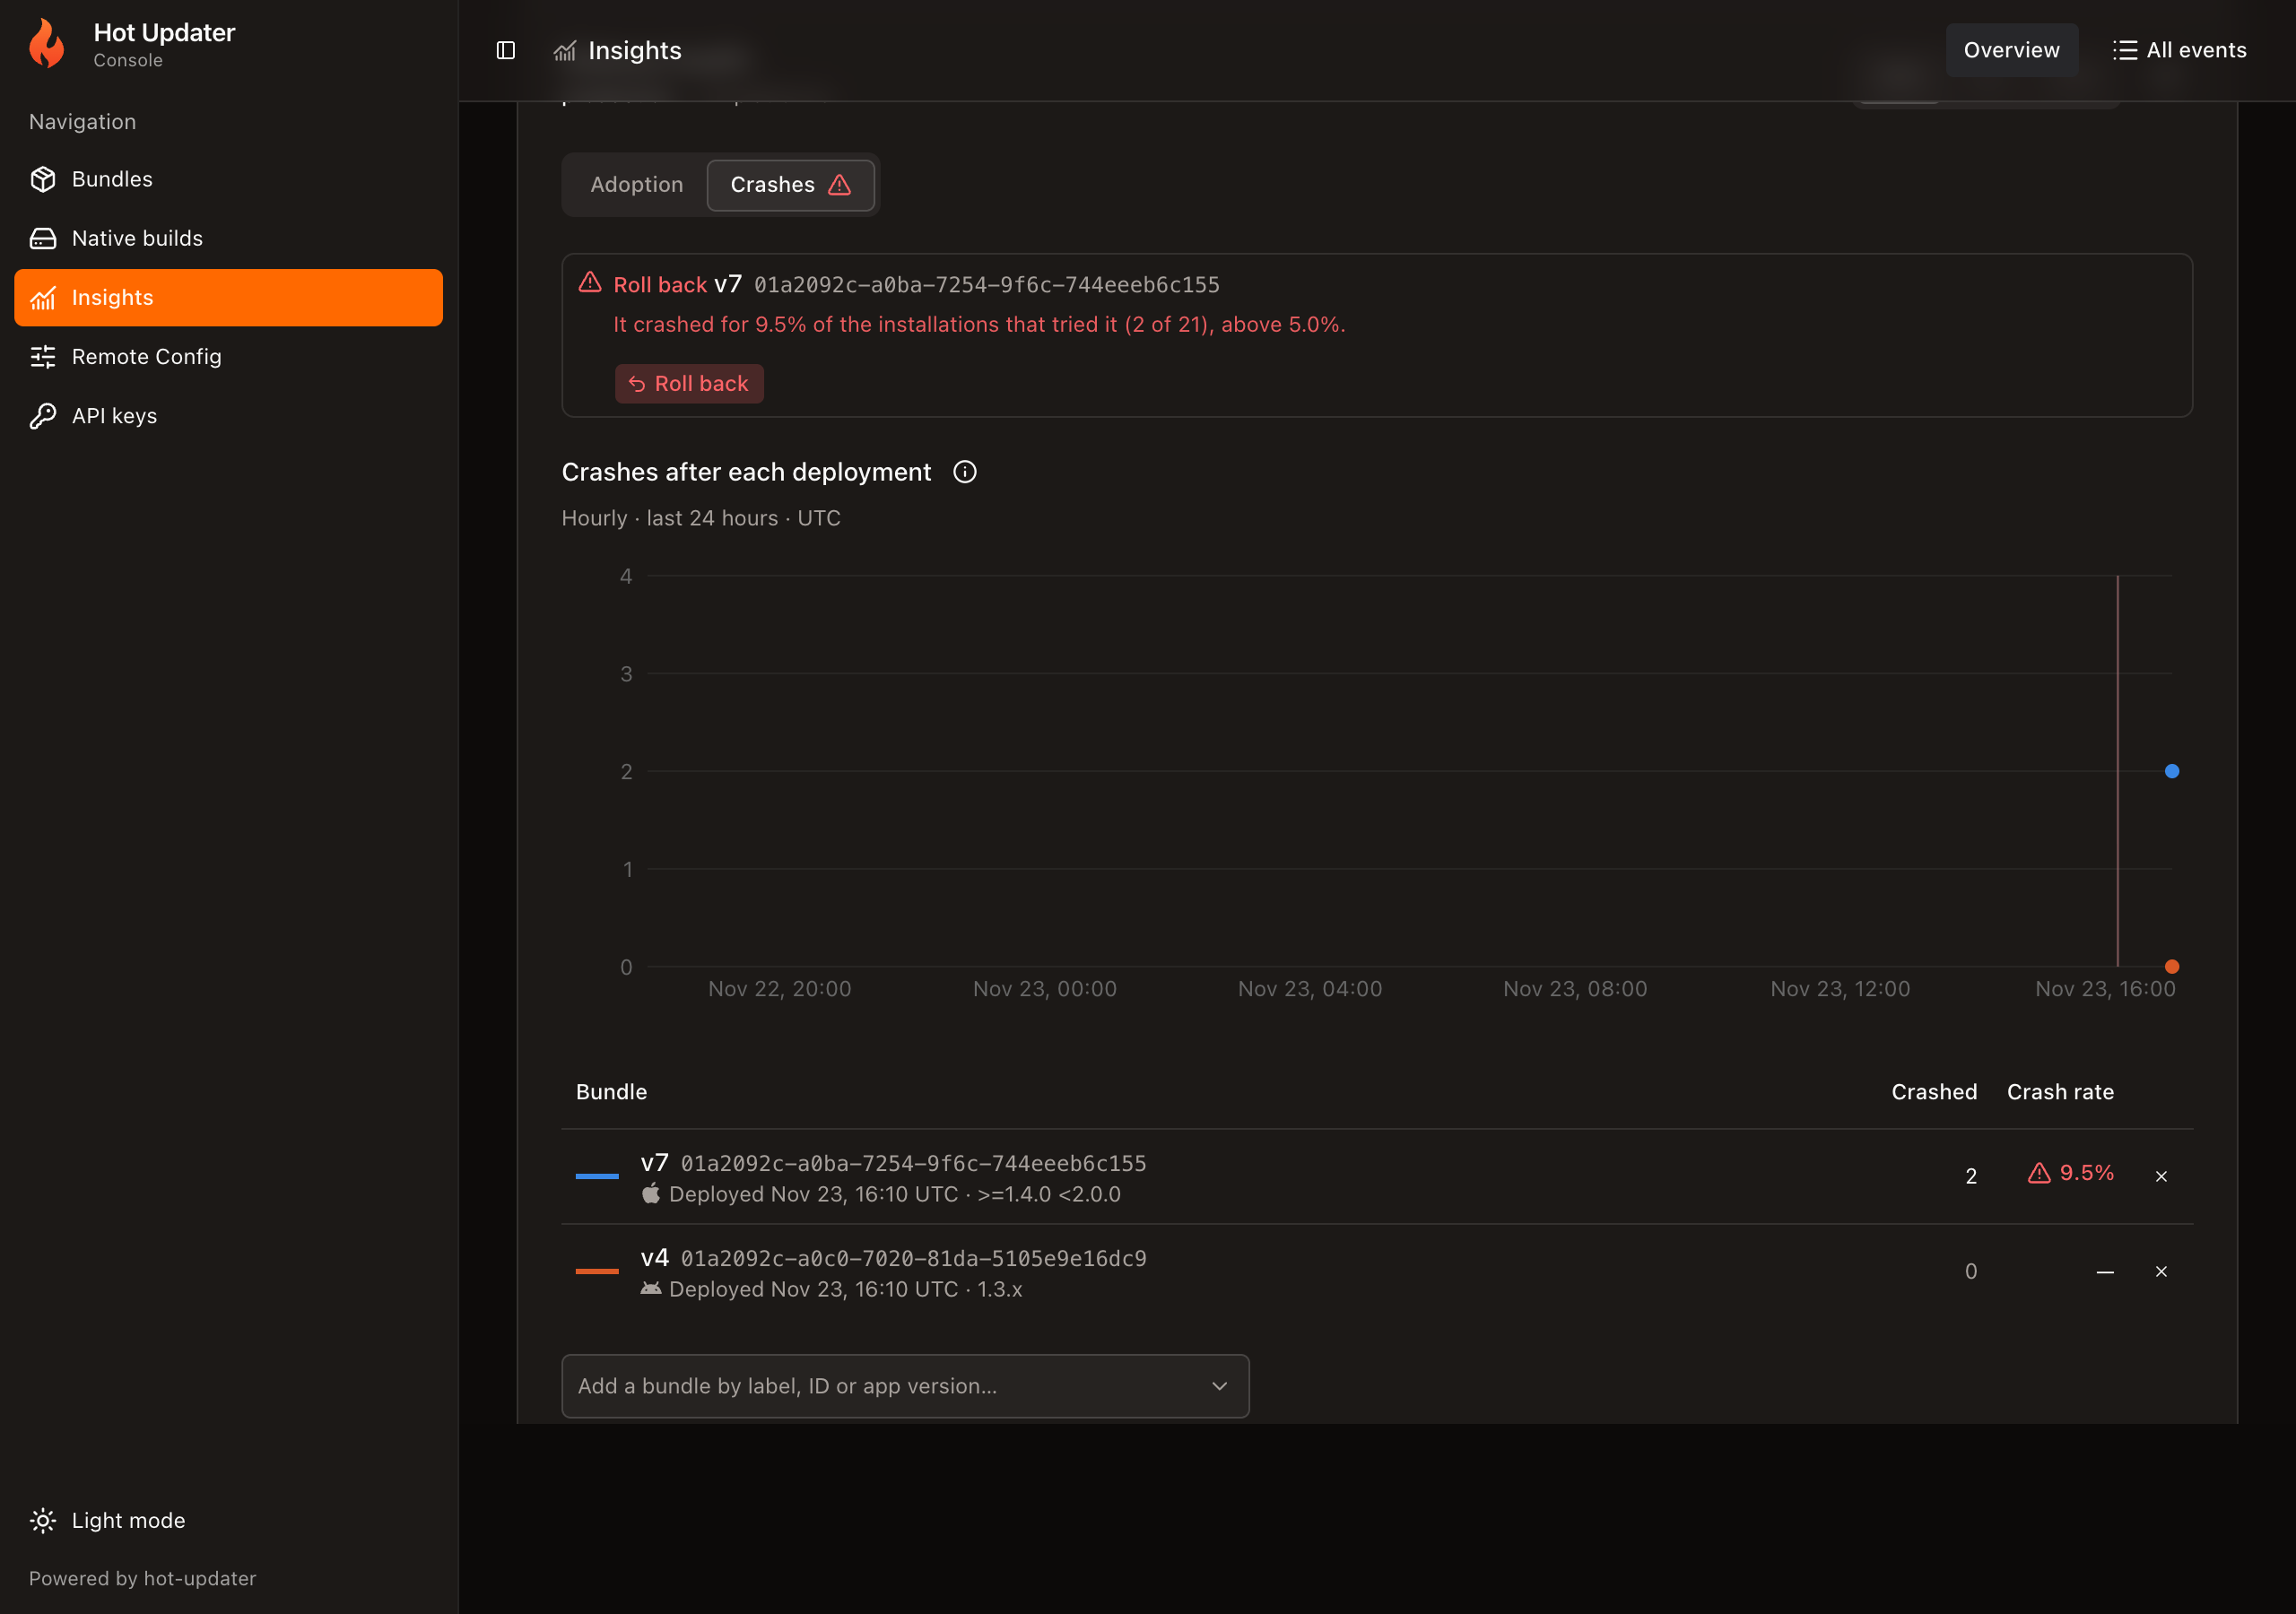 Hot Updater
Console
Navigation
Bundles
Native builds
Insights
Remote Config
API keys
Light mode
Powered by hot-updater
Insights
Overview
All events
Adoption
Crashes
Roll back v7 01a2092c-a0ba-7254-9f6c-744eeeb6c155
It crashed for 9.5% of the installations that tried it (2 of 21), above 5.0%.
Roll back
Crashes after each deployment
Hourly · last 24 hours · UTC
4
3
2
1
0
Nov 22, 20:00
Nov 23, 00:00
Nov 23, 04:00
Nov 23, 08:00
Nov 23, 12:00
Nov 23, 16:00
Bundle Crashed Crash rate
v7 01a2092c-a0ba-7254-9f6c-744eeeb6c155
Deployed Nov 23, 16:10 UTC · >=1.4.0 <2.0.0
2 9.5% ×
v4 01a2092c-a0c0-7020-81da-5105e9e16dc9
Deployed Nov 23, 16:10 UTC · 1.3.x
0 — ×
Add a bundle by label, ID or app version...